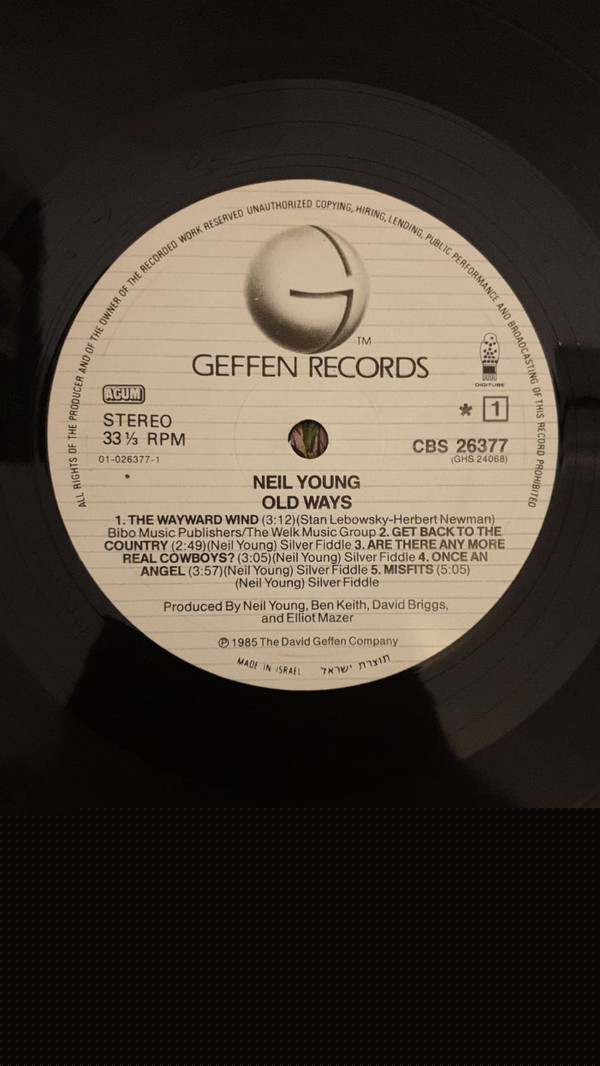 ALL RIGHTS OF THE PRODUCER AND OF THE OWNER OF THE RECORDED WORK RESERVED UNAUTHORIZED COPYING, HIRING, LENDING, PUBLIC PERFORMANCE AND BROADCASTING OF THIS RECORD PROHIBITED
TM
GEFFEN RECORDS
DIGITUBE
ACUM
* 1
STEREO
33 1/3 RPM
CBS 26377
01-026377-1
(GHS 24068)
NEIL YOUNG
OLD WAYS
1. THE WAYWARD WIND (3:12)(Stan Lebowsky-Herbert Newman)
Bibo Music Publishers/The Welk Music Group 2. GET BACK TO THE
COUNTRY (2:49)(Neil Young) Silver Fiddle 3. ARE THERE ANY MORE
REAL COWBOYS? (3:05)(Neil Young) Silver Fiddle 4. ONCE AN
ANGEL (3:57)(Neil Young) Silver Fiddle 5. MISFITS (5:05)
(Neil Young) Silver Fiddle
Produced By Neil Young, Ben Keith, David Briggs,
and Elliot Mazer
℗ 1985 The David Geffen Company
MADE IN ISRAEL תוצרת ישראל